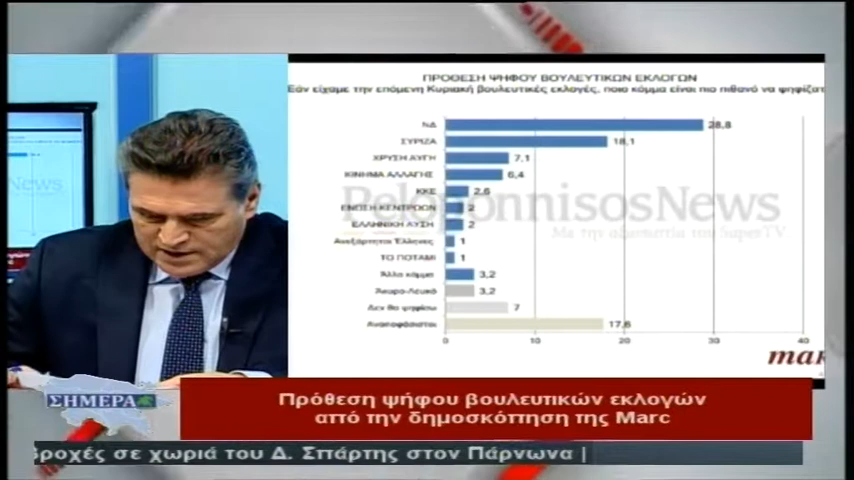 ΠΡΟΘΕΣΗ ΨΗΦΟΥ ΒΟΥΛΕΥΤΙΚΩΝ ΕΚΛΟΓΩΝ
Εάν είχαμε την επόμενη Κυριακή βουλευτικές εκλογές, ποιο κόμμα είναι πιο πιθανό να ψηφίζατ
ΝΔ 28,8
ΣΥΡΙΖΑ 18,1
ΧΡΥΣΗ ΑΥΓΗ 7,1
ΚΙΝΗΜΑ ΑΛΛΑΓΗΣ 6,4
ΚΚΕ 2,6
ΕΝΩΣΗ ΚΕΝΤΡΩΩΝ 2
ΕΛΛΗΝΙΚΗ ΛΥΣΗ 2
Ανεξάρτητοι Έλληνες 1
ΤΟ ΠΟΤΑΜΙ 1
Άλλο κόμμα 3,2
Άκυρο-Λευκό 3,2
Δεν θα ψηφίσω 7
Αναποφάσιστοι 17,6
0 10 20 30 40
PeloponnisosNews
Με την αξιοπιστία του SuperTV
News
mar
Πρόθεση ψήφου βουλευτικών εκλογών
από την δημοσκόπηση της Marc
ΣΗΜΕΡΑ
βροχές σε χωριά του Δ. Σπάρτης στον Πάρνωνα |